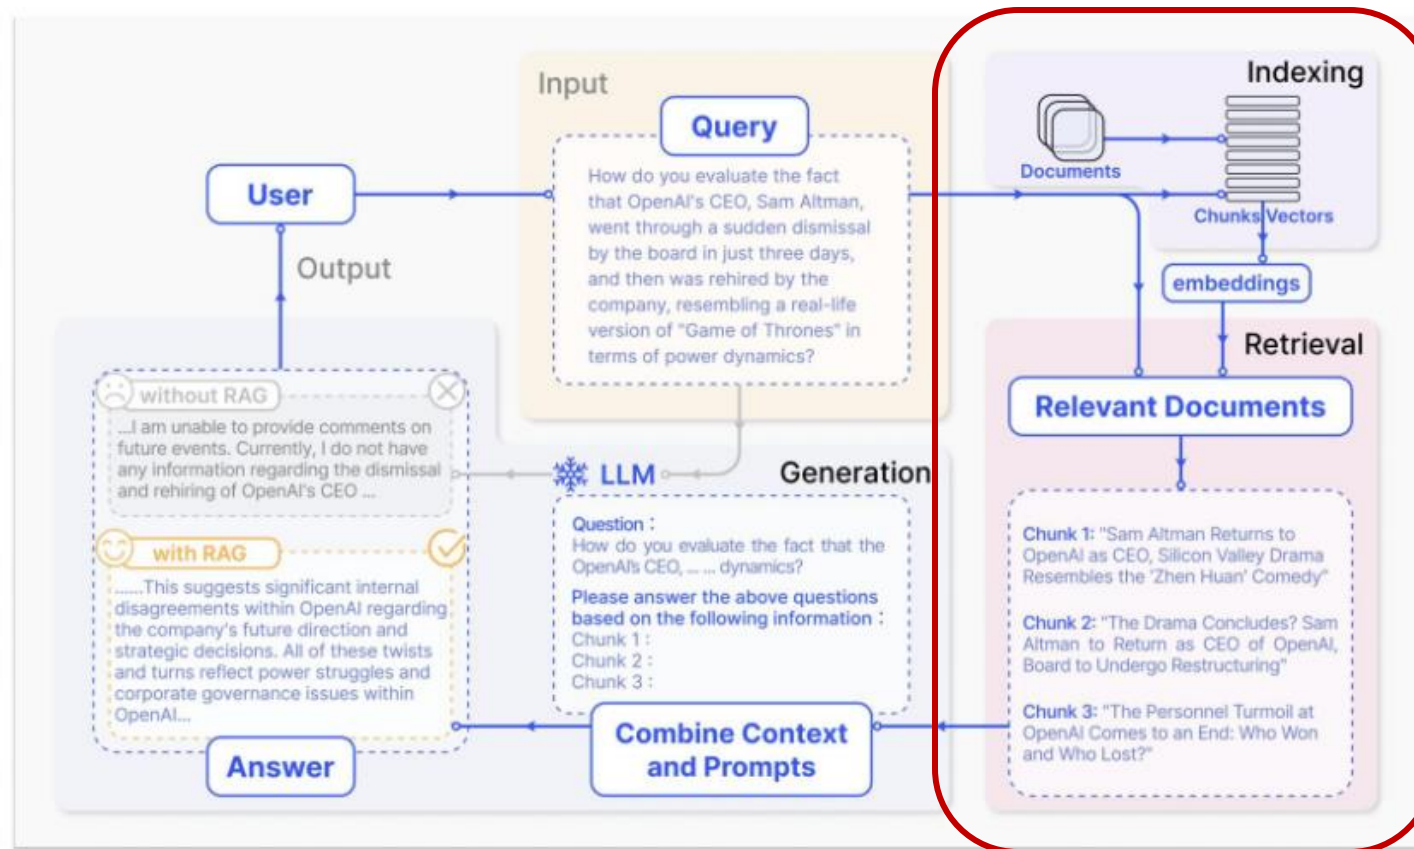 Input
Query
How do you evaluate the fact
that OpenAI's CEO, Sam Altman,
went through a sudden dismissal
by the board in just three days,
and then was rehired by the
company, resembling a real-life
version of "Game of Thrones" in
terms of power dynamics?
User
Output
Indexing
Documents
Chunks Vectors
embeddings
Retrieval
Relevant Documents
Chunk 1: "Sam Altman Returns to
OpenAI as CEO, Silicon Valley Drama
Resembles the 'Zhen Huan' Comedy"
Chunk 2: "The Drama Concludes? Sam
Altman to Return as CEO of OpenAI,
Board to Undergo Restructuring"
Chunk 3: "The Personnel Turmoil at
OpenAI Comes to an End: Who Won
and Who Lost?"
LLM
Generation
Question :
How do you evaluate the fact that the
OpenAI's CEO, ... ... dynamics?
Please answer the above questions
based on the following information :
Chunk 1 :
Chunk 2 :
Chunk 3 :
Combine Context
and Prompts
without RAG
...I am unable to provide comments on
future events. Currently, I do not have
any information regarding the dismissal
and rehiring of OpenAI's CEO ...
with RAG
......This suggests significant internal
disagreements within OpenAI regarding
the company's future direction and
strategic decisions. All of these twists
and turns reflect power struggles and
corporate governance issues within
OpenAI...
Answer